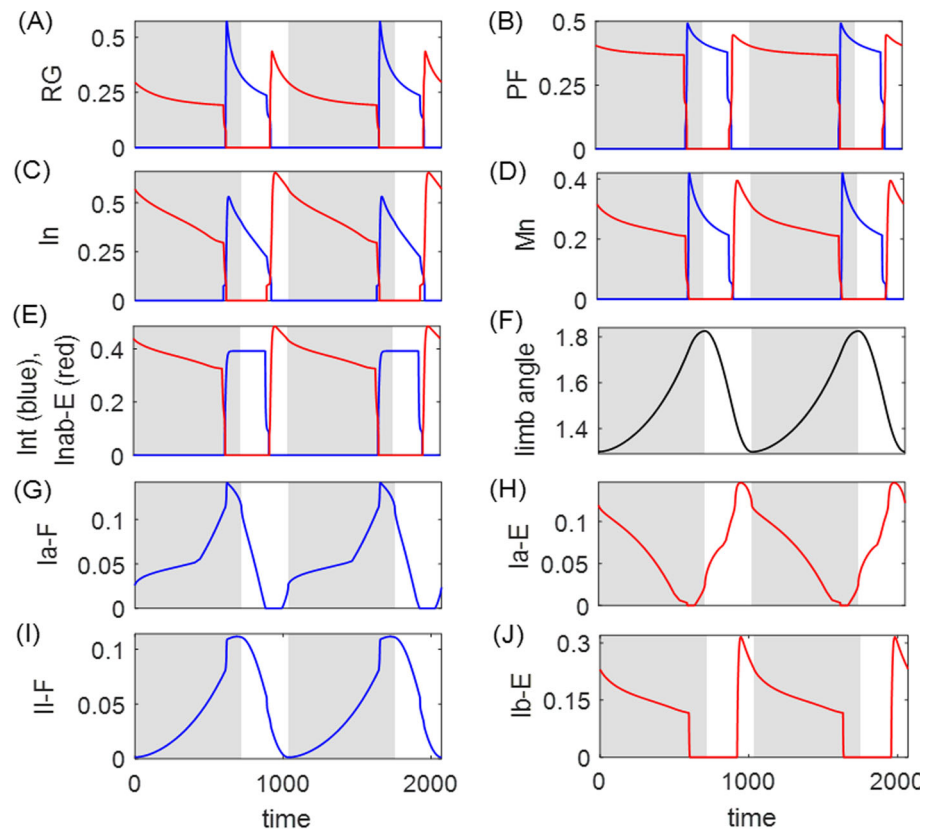 (A)
RG
0.5
0.25
0
(B)
PF
0.5
0.25
0
(C)
In
0.5
0.25
0
(D)
Mn
0.4
0.2
0
(E)
Int (blue),
Inab-E (red)
0.4
0.2
0
(F)
limb angle
1.8
1.6
1.4
(G)
Ia-F
0.1
0.05
0
(H)
Ia-E
0.1
0.05
0
(I)
II-F
0.1
0.05
0
0 1000 2000
time
(J)
Ib-E
0.3
0.15
0
0 1000 2000
time